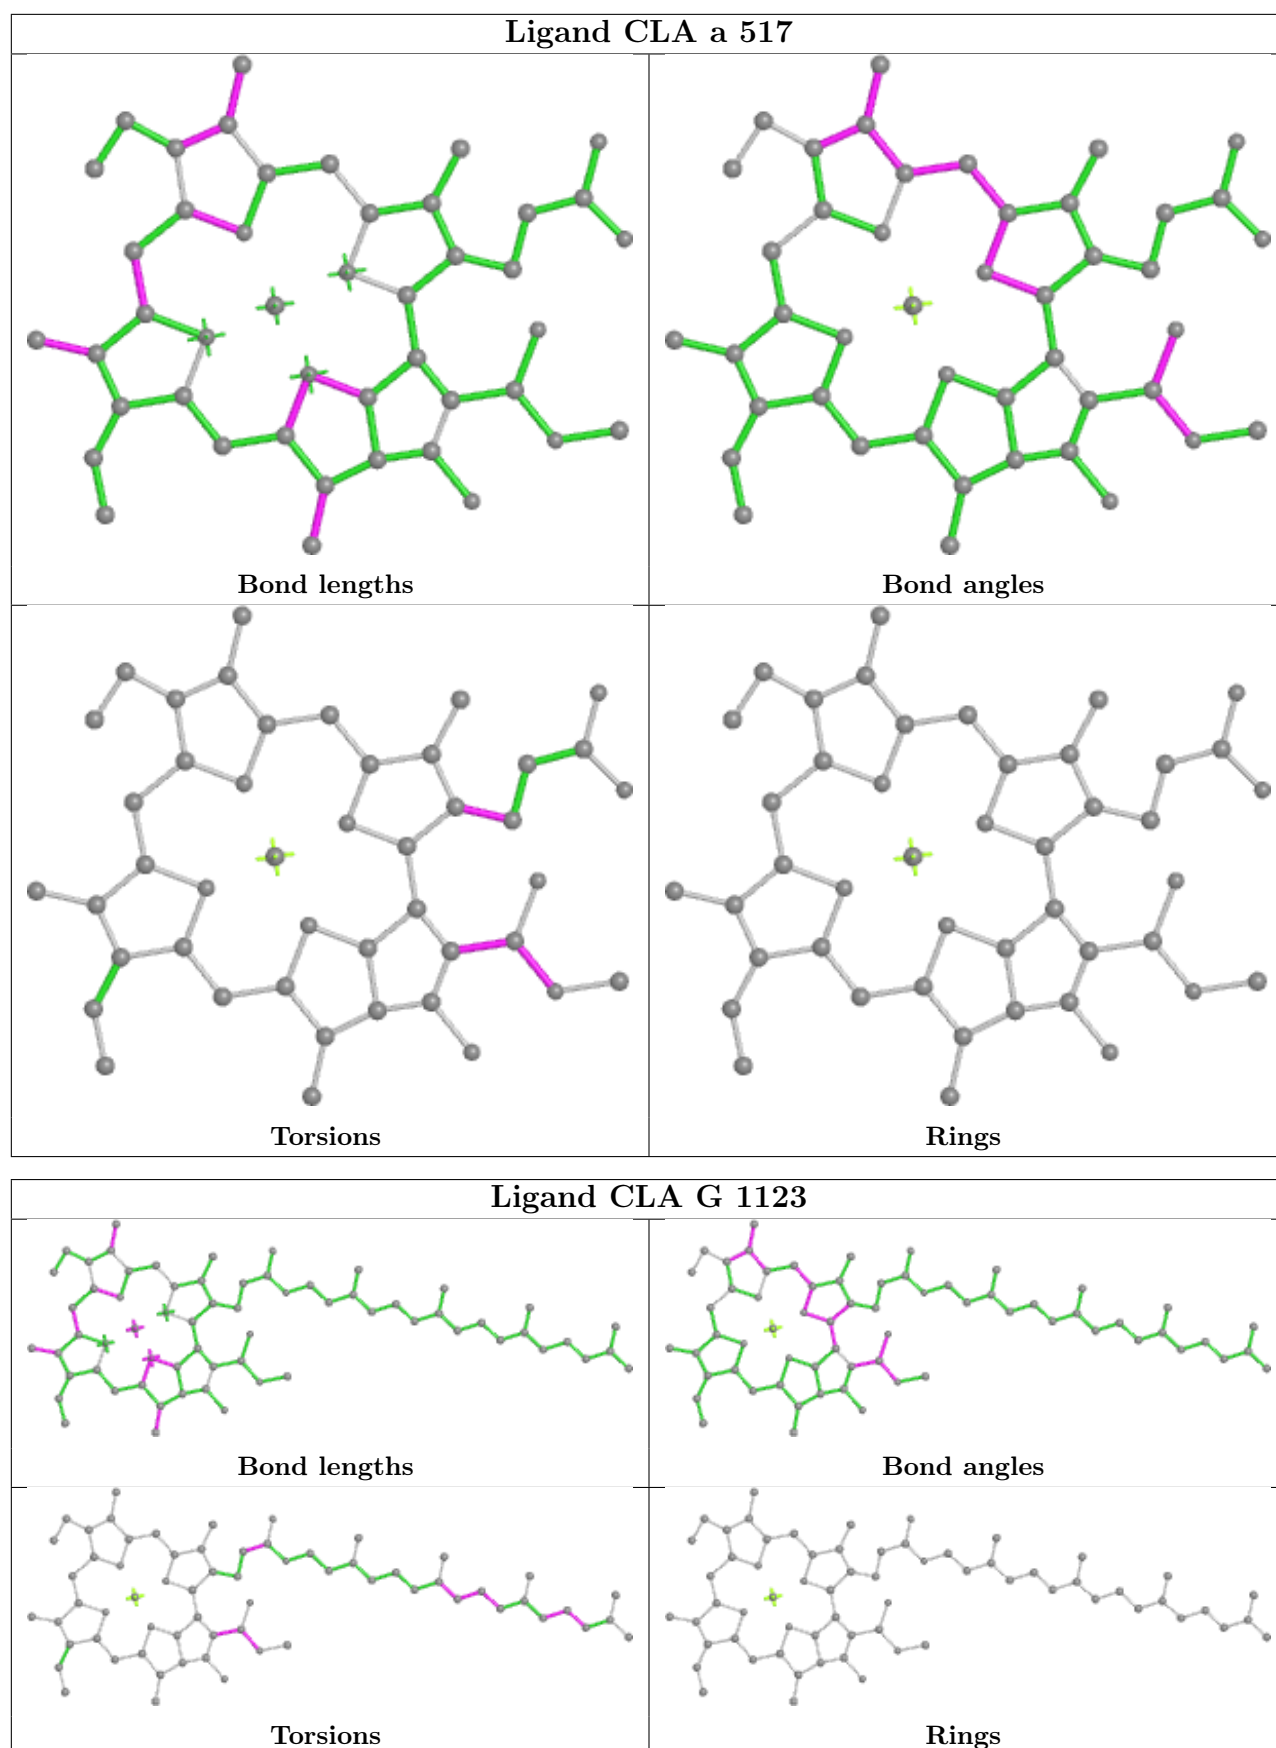 Ligand CLA a 517
Bond lengths
Bond angles
Torsions
Rings
Ligand CLA G 1123
Bond lengths
Bond angles
Torsions
Rings